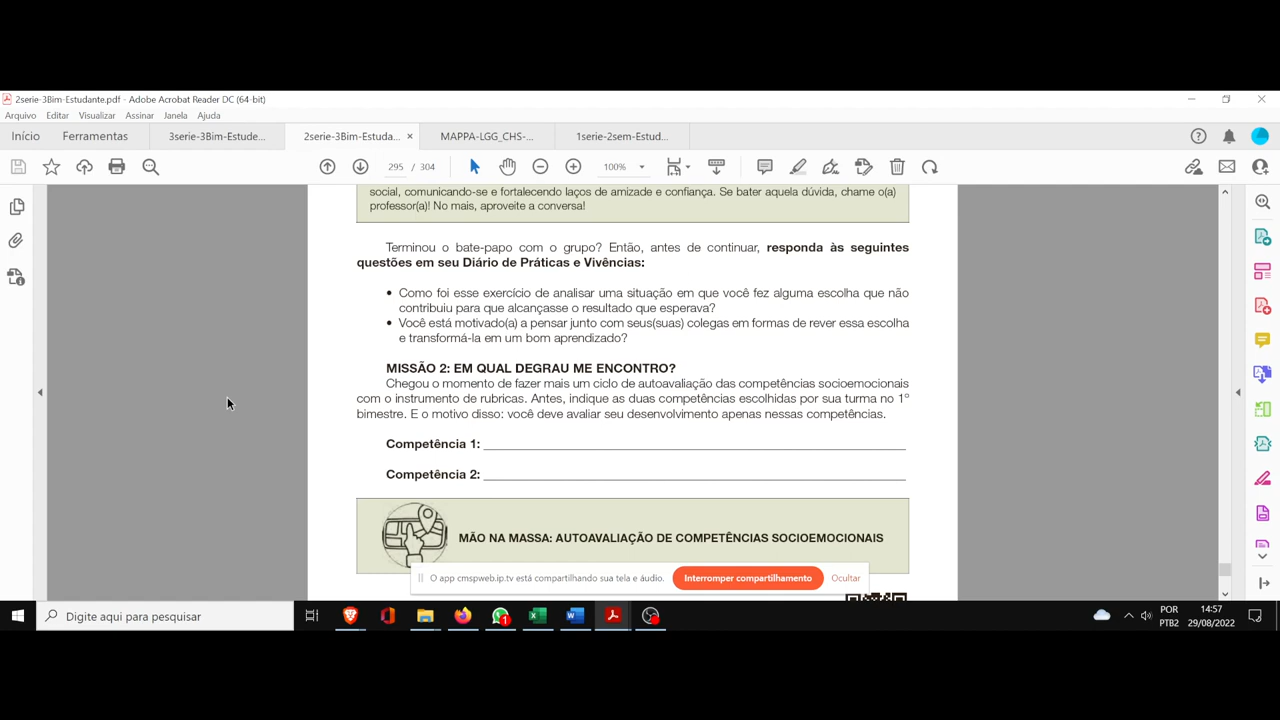 2serie-3Bim-Estudante.pdf - Adobe Acrobat Reader DC (64-bit)
Arquivo Editar Visualizar Assinar Janela Ajuda
Início Ferramentas 3serie-3Bim-Estude... 2serie-3Bim-Estuda... × MAPPA-LGG_CHS-... 1serie-2sem-Estud...
295 / 304 100%
social, comunicando-se e fortalecendo laços de amizade e confiança. Se bater aquela dúvida, chame o(a)
professor(a)! No mais, aproveite a conversa!
Terminou o bate-papo com o grupo? Então, antes de continuar, responda às seguintes
questões em seu Diário de Práticas e Vivências:
• Como foi esse exercício de analisar uma situação em que você fez alguma escolha que não
contribuiu para que alcançasse o resultado que esperava?
• Você está motivado(a) a pensar junto com seus(suas) colegas em formas de rever essa escolha
e transformá-la em um bom aprendizado?
MISSÃO 2: EM QUAL DEGRAU ME ENCONTRO?
Chegou o momento de fazer mais um ciclo de autoavaliação das competências socioemocionais
com o instrumento de rubricas. Antes, indique as duas competências escolhidas por sua turma no 1º
bimestre. E o motivo disso: você deve avaliar seu desenvolvimento apenas nessas competências.
Competência 1:
Competência 2:
MÃO NA MASSA: AUTOAVALIAÇÃO DE COMPETÊNCIAS SOCIOEMOCIONAIS
O app cmspweb.ip.tv está compartilhando sua tela e áudio. Interromper compartilhamento Ocultar
Digite aqui para pesquisar
1
POR 14:57
PTB2 29/08/2022